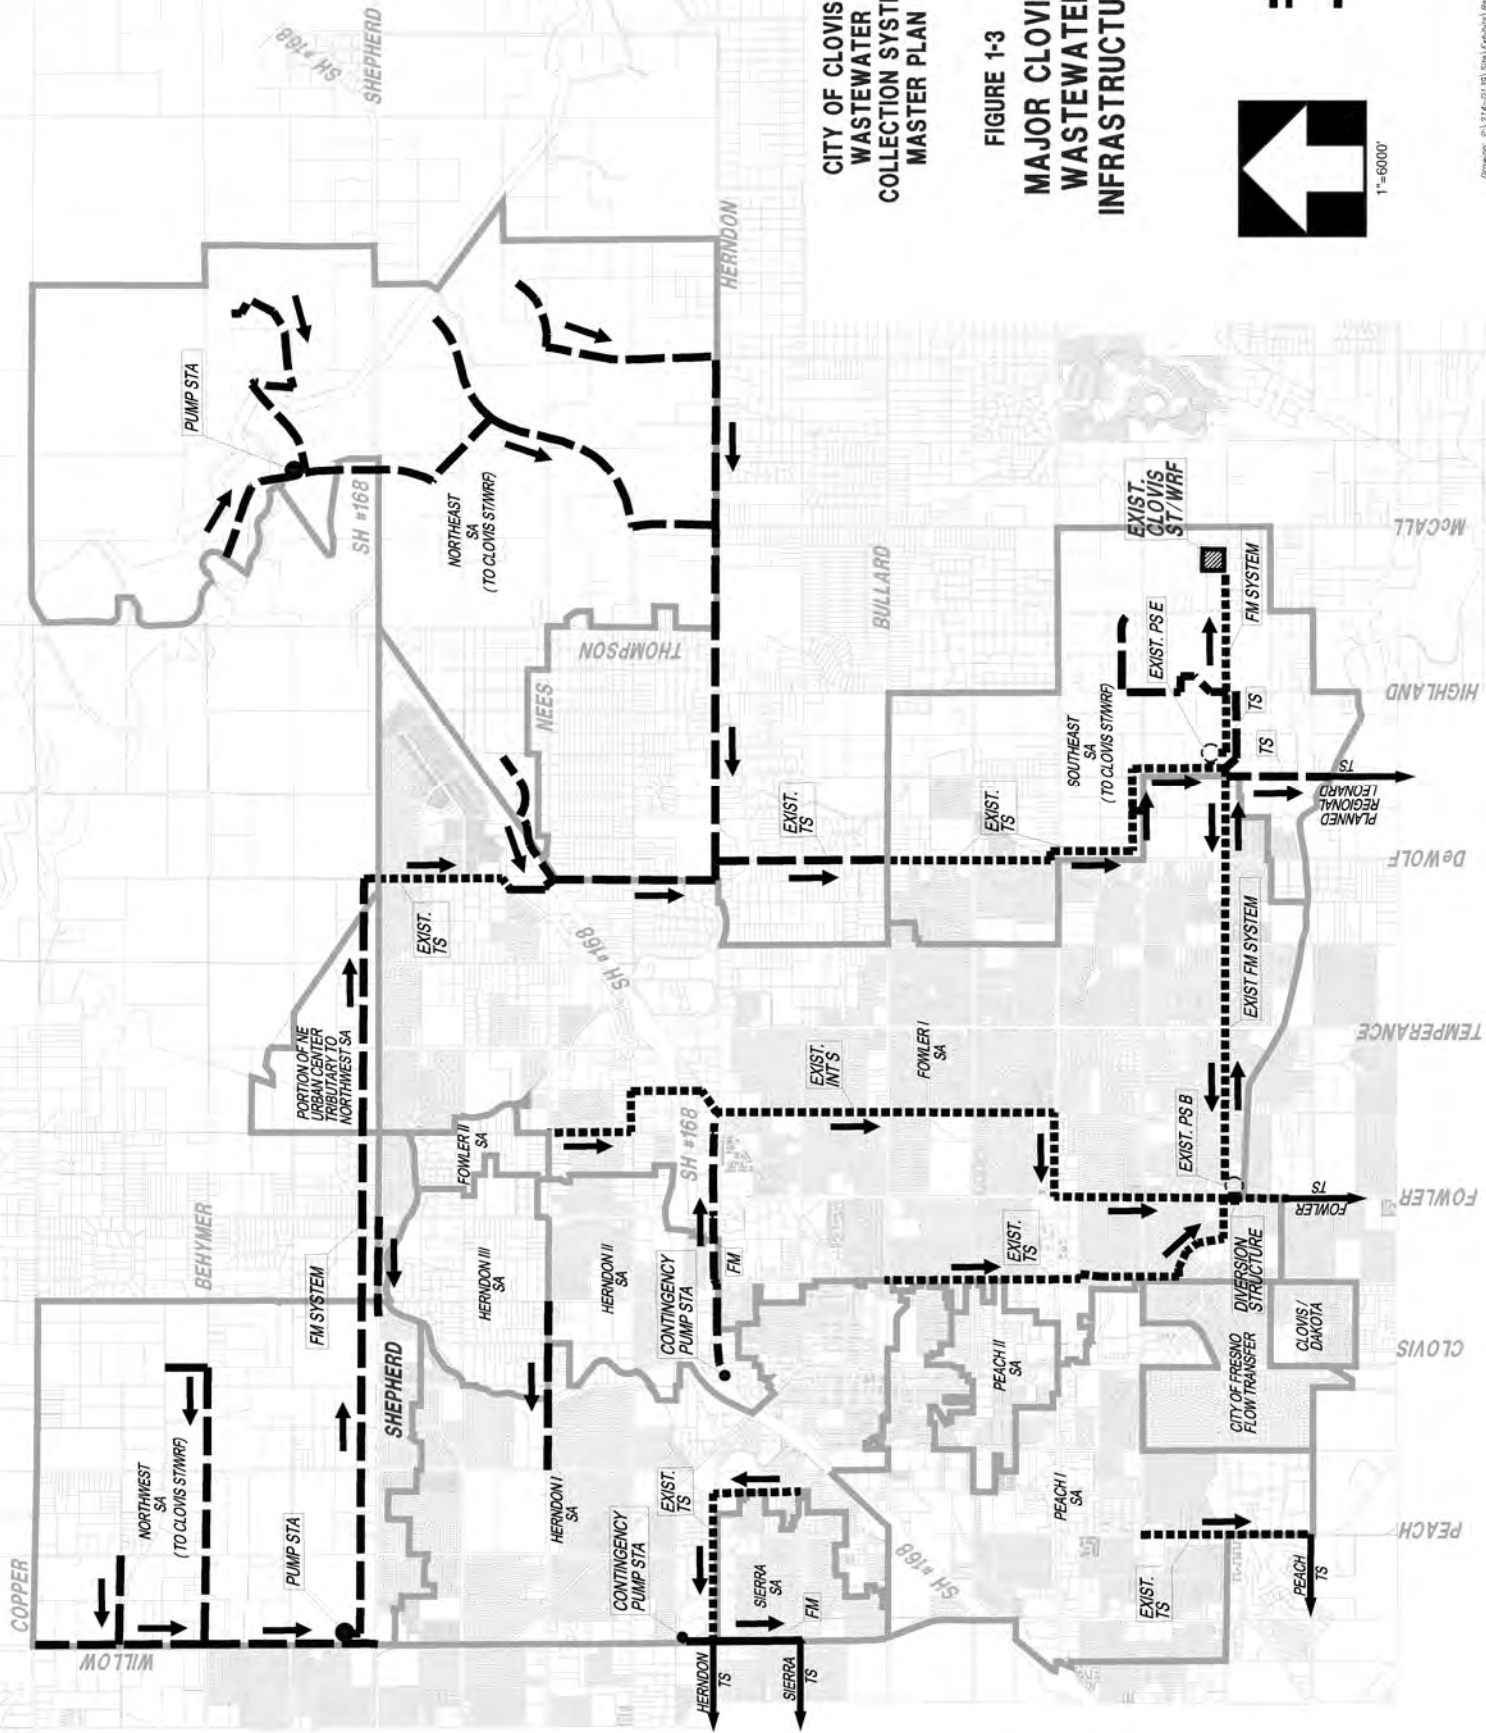 SH #168
SHEPHERD
CITY OF CLOVIS
WASTEWATER
MASTER PLAN
FIGURE 1-3
1"=6000'
HERNDON
PUMP STA
SH #168
NORTHEAST
SA
(TO CLOVIS ST/WRF)
THOMPSON
NEES
BULLARD
EXIST.
CLOVIS
ST/WRF
McCALL
FM SYSTEM
EXIST. PS E
HIGHLAND
SOUTHEAST
SA
(TO CLOVIS ST/WRF)
TS
TS
PLANNED
REGIONAL
LEONARD
TS
EXIST.
TS
EXIST.
TS
DeWOLF
EXIST.
TS
SH #168
EXIST FM SYSTEM
PORTION OF NE
URBAN CENTER
TRIBUTARY TO
NORTHWEST SA
EXIST.
INT S
FOWLER I
SA
TEMPERANCE
FOWLER II
SA
SH #168
EXIST. PS B
FOWLER
TS
FOWLER
BEHYMER
FM SYSTEM
HERNDON III
SA
HERNDON II
SA
CONTINGENCY
PUMP STA
FM
EXIST.
TS
DIVERSION
STRUCTURE
CLOVIS /
DAKOTA
CLOVIS
SHEPHERD
PEACH II
SA
CITY OF FRESNO
FLOW TRANSFER
COPPER
NORTHWEST
SA
(TO CLOVIS ST/WRF)
PUMP STA
HERNDON I
SA
EXIST.
TS
PEACH I
SA
PEACH
CONTINGENCY
PUMP STA
SIERRA
SA
FM
SH #168
EXIST.
TS
PEACH
TS
WILLOW
HERNDON
TS
SIERRA
TS